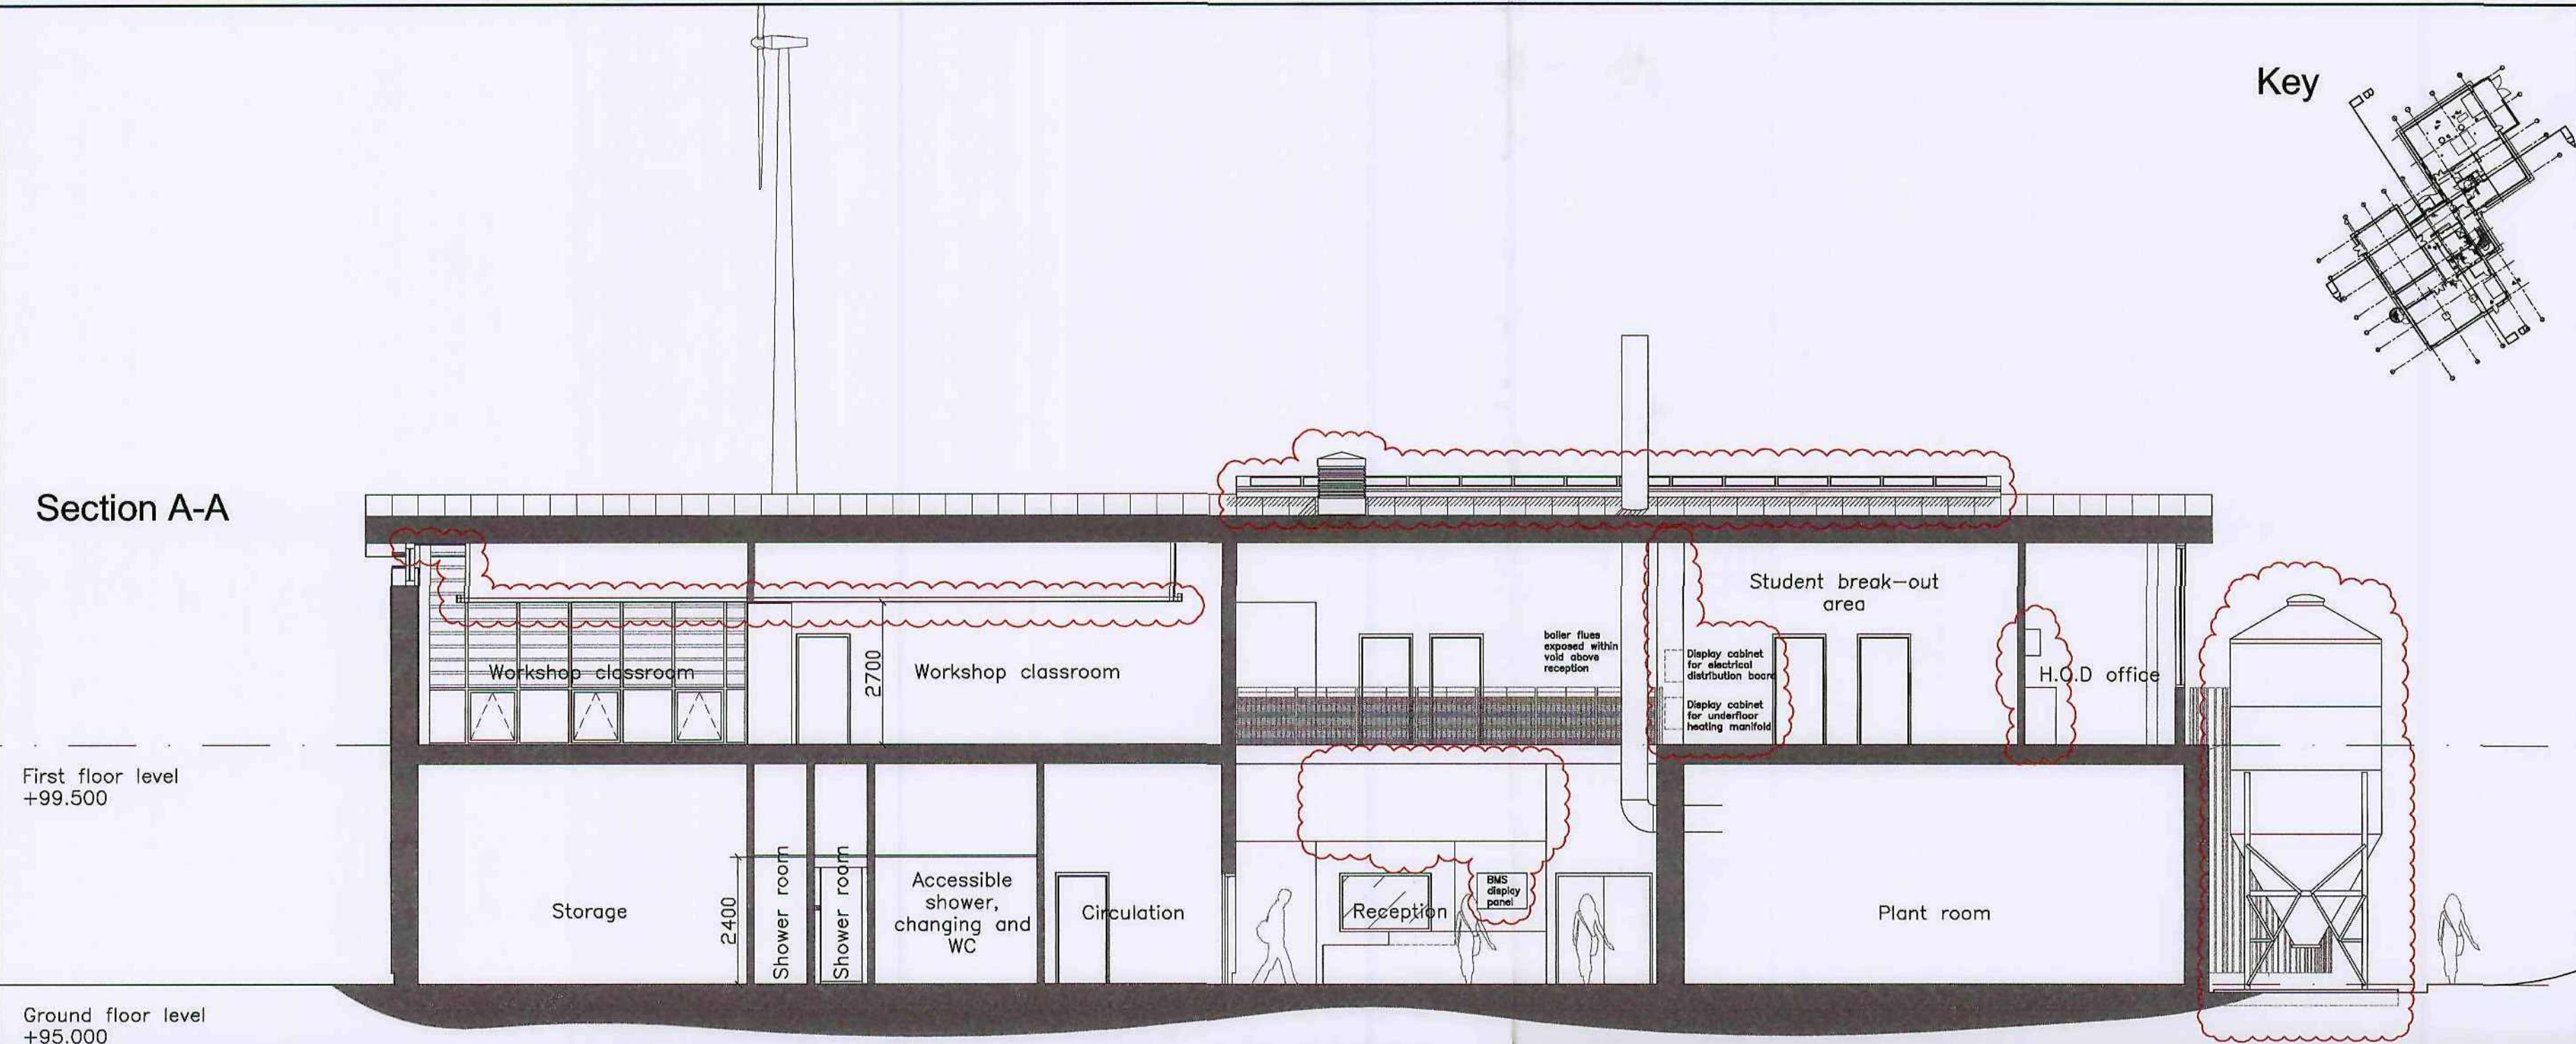 Key
Section A-A
Student break-out
area
boiler flues
exposed within
void above
reception
Display cabinet
for electrical
distribution board
Display cabinet
for underfloor
heating manifold
Workshop classroom
2700
Workshop classroom
H.O.D office
First floor level
+99.500
Storage
2400
Shower room
Shower room
Accessible
shower,
changing and
WC
Circulation
Reception
BMS
display
panel
Plant room
Ground floor level
+95.000